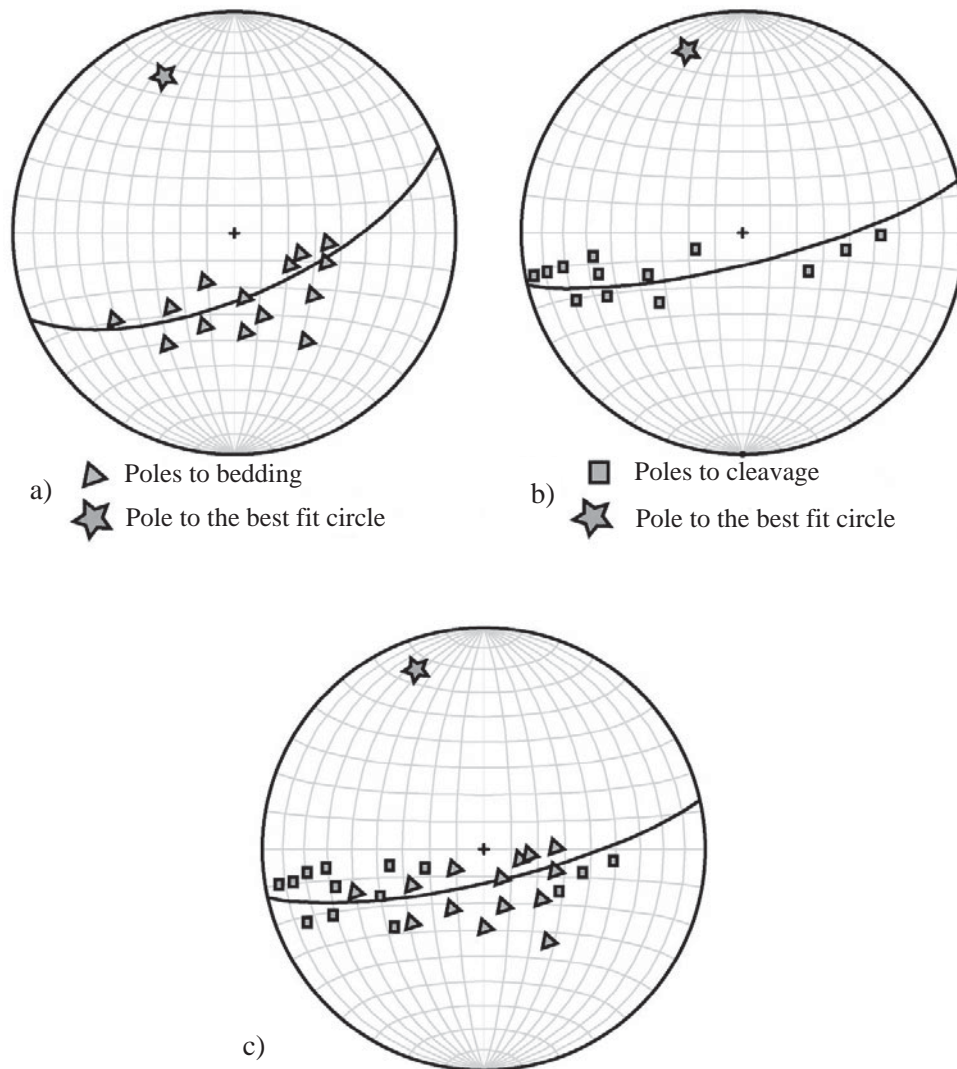 Poles to bedding
a)
Pole to the best fit circle
Poles to cleavage
b)
Pole to the best fit circle
c)